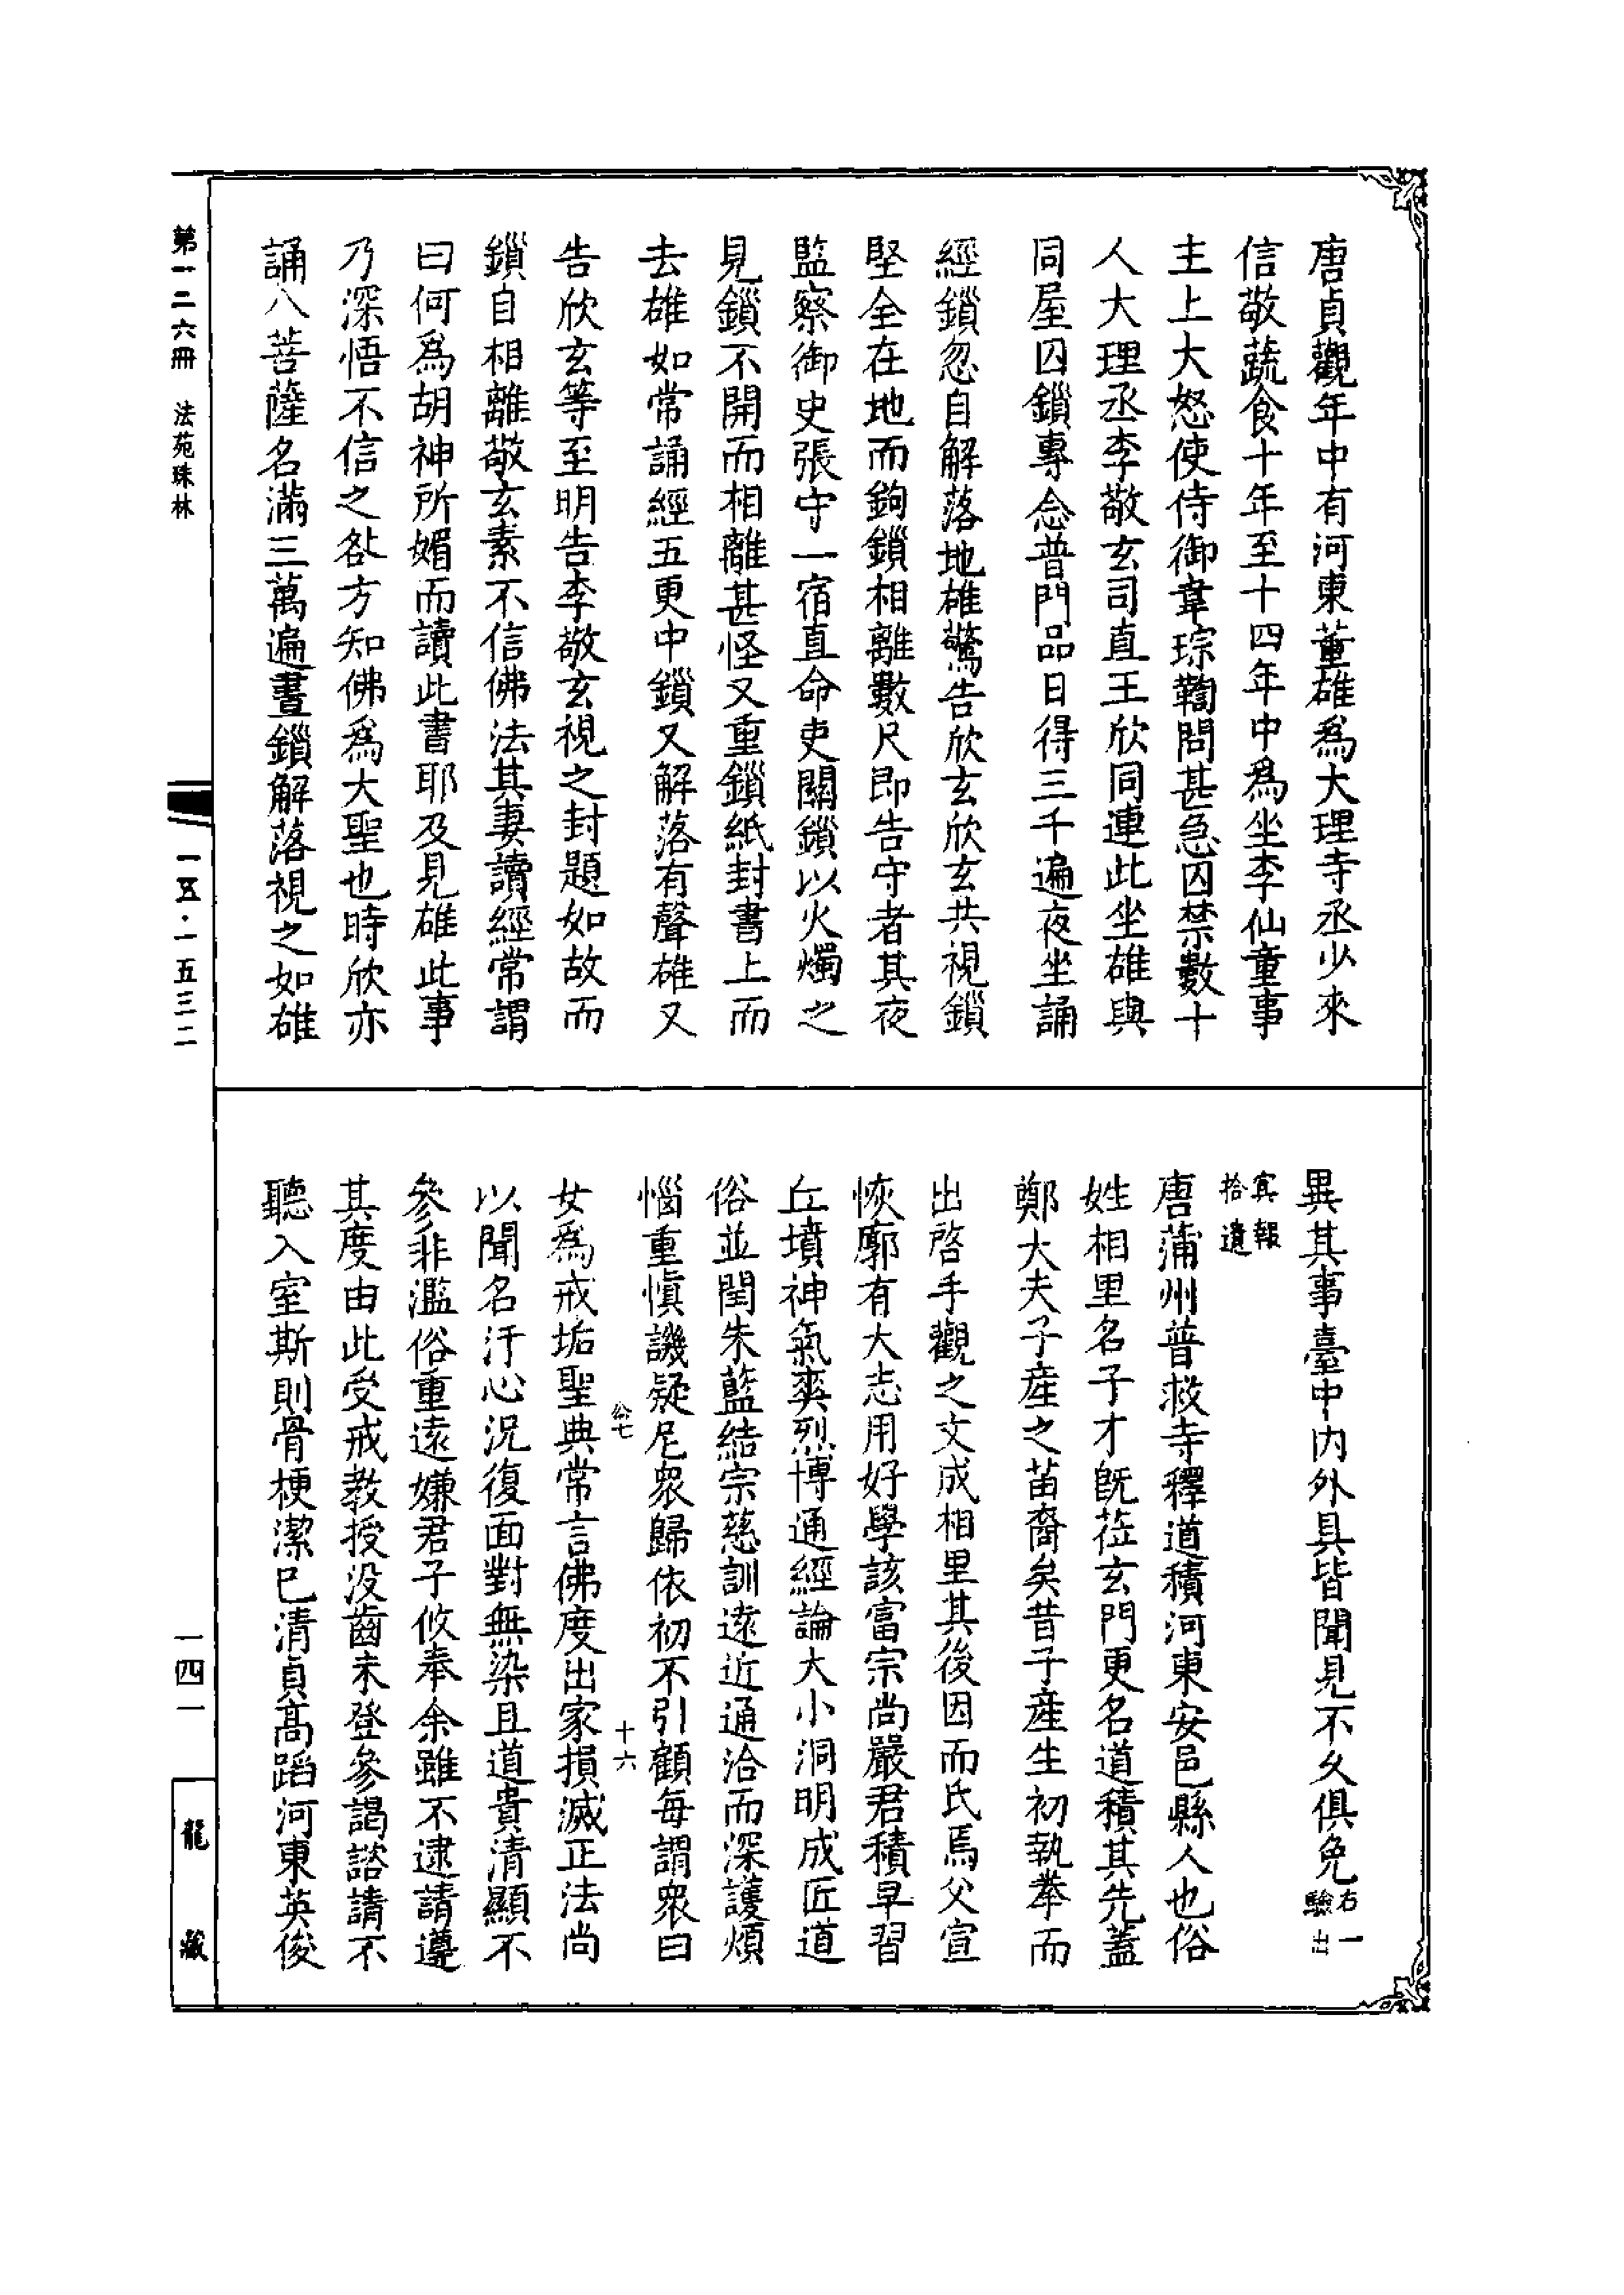 唐貞觀年中有河東董雄爲大理寺丞少來
信敬蔬食十年至十四年中爲坐李仙童事
主上大怒使侍御韋琮鞫問甚急囚禁數十
人大理丞李敬玄司直王欣同連此坐雄與
同屋囚鎖專念普門品日得三千遍夜坐誦
經鎖忽自解落地雄驚告欣玄欣玄共視鎖
堅全在地而鉤鎖相離數尺即告守者其夜
監察御史張守一宿直命吏關鎖以火燭之
見鎖不開而相離甚怪又重鎖紙封書上而
去雄如常誦經五更中鎖又解落有聲雄又
告欣玄等至明告李敬玄視之封題如故而
鎖自相離敬玄素不信佛法其妻讀經常謂
曰何爲胡神所媚而讀此書耶及見雄此事
乃深悟不信之咎方知佛爲大聖也時欣亦
誦八菩薩名滿三萬遍晝鎖解落視之如雄
異其事臺中内外具皆聞見不久俱免右一驗出
冥報拾遺
唐蒲州普救寺釋道積河東安邑縣人也俗
姓相里名子才旣莅玄門更名道積其先蓋
鄭大夫子産之苗裔矣昔子産生初執拳而
出啓手觀之文成相里其後因而氏焉父宣
恢廓有大志用好學該富宗尚嚴君積早習
丘墳神氣爽烈博通經論大小洞明成匠道
俗並閏朱藍結宗慈訓遠近通洽而深護煩
惱重愼譏疑尼衆歸依初不引顧每謂衆曰
女爲戒垢聖典常言佛度出家損滅正法尚
以聞名汙心況復面對無染且道貴清顯不
參非濫俗重遠嫌君子攸奉余雖不逮請遵
其度由此受戒教授没齒未登參謁諮請不
聽入室斯則骨梗潔巳清貞高蹈河東英俊
十六
第一二六冊 法苑珠林
一五·一五三二
一四一
龍藏